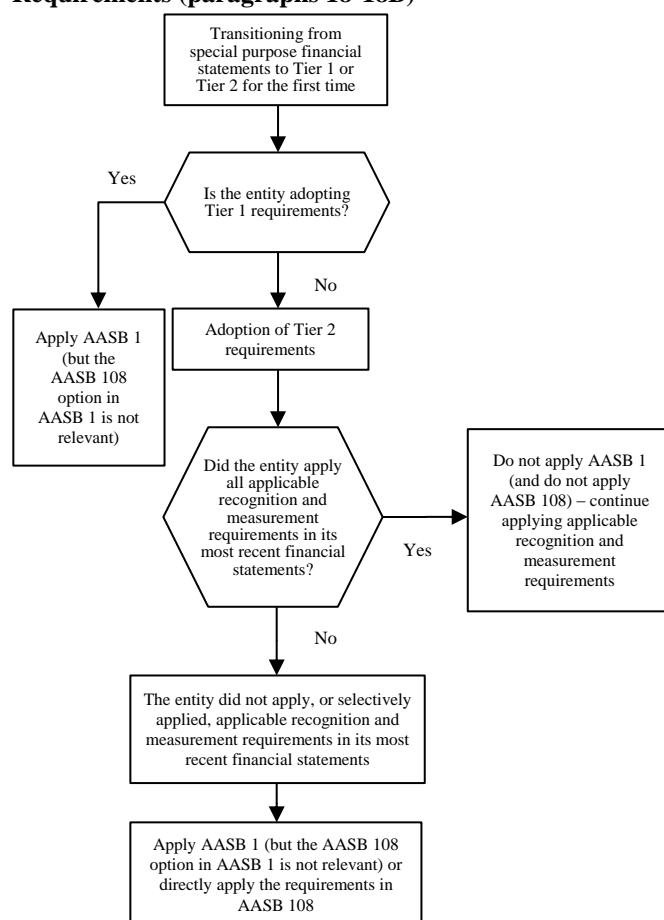 Requirements (paragraphs 18-18D)
Transitioning from
special purpose financial
statements to Tier 1 or
Tier 2 for the first time
Yes
Is the entity adopting
Tier 1 requirements?
No
Apply AASB 1
(but the
AASB 108
option in
AASB 1 is not
relevant)
Adoption of Tier 2
requirements
Did the entity apply
all applicable
recognition and
measurement
requirements in its
most recent financial
statements?
Yes
Do not apply AASB 1
(and do not apply
AASB 108) – continue
applying applicable
recognition and
measurement
requirements
No
The entity did not apply, or selectively
applied, applicable recognition and
measurement requirements in its most
recent financial statements
Apply AASB 1 (but the AASB 108
option in AASB 1 is not relevant) or
directly apply the requirements in
AASB 108